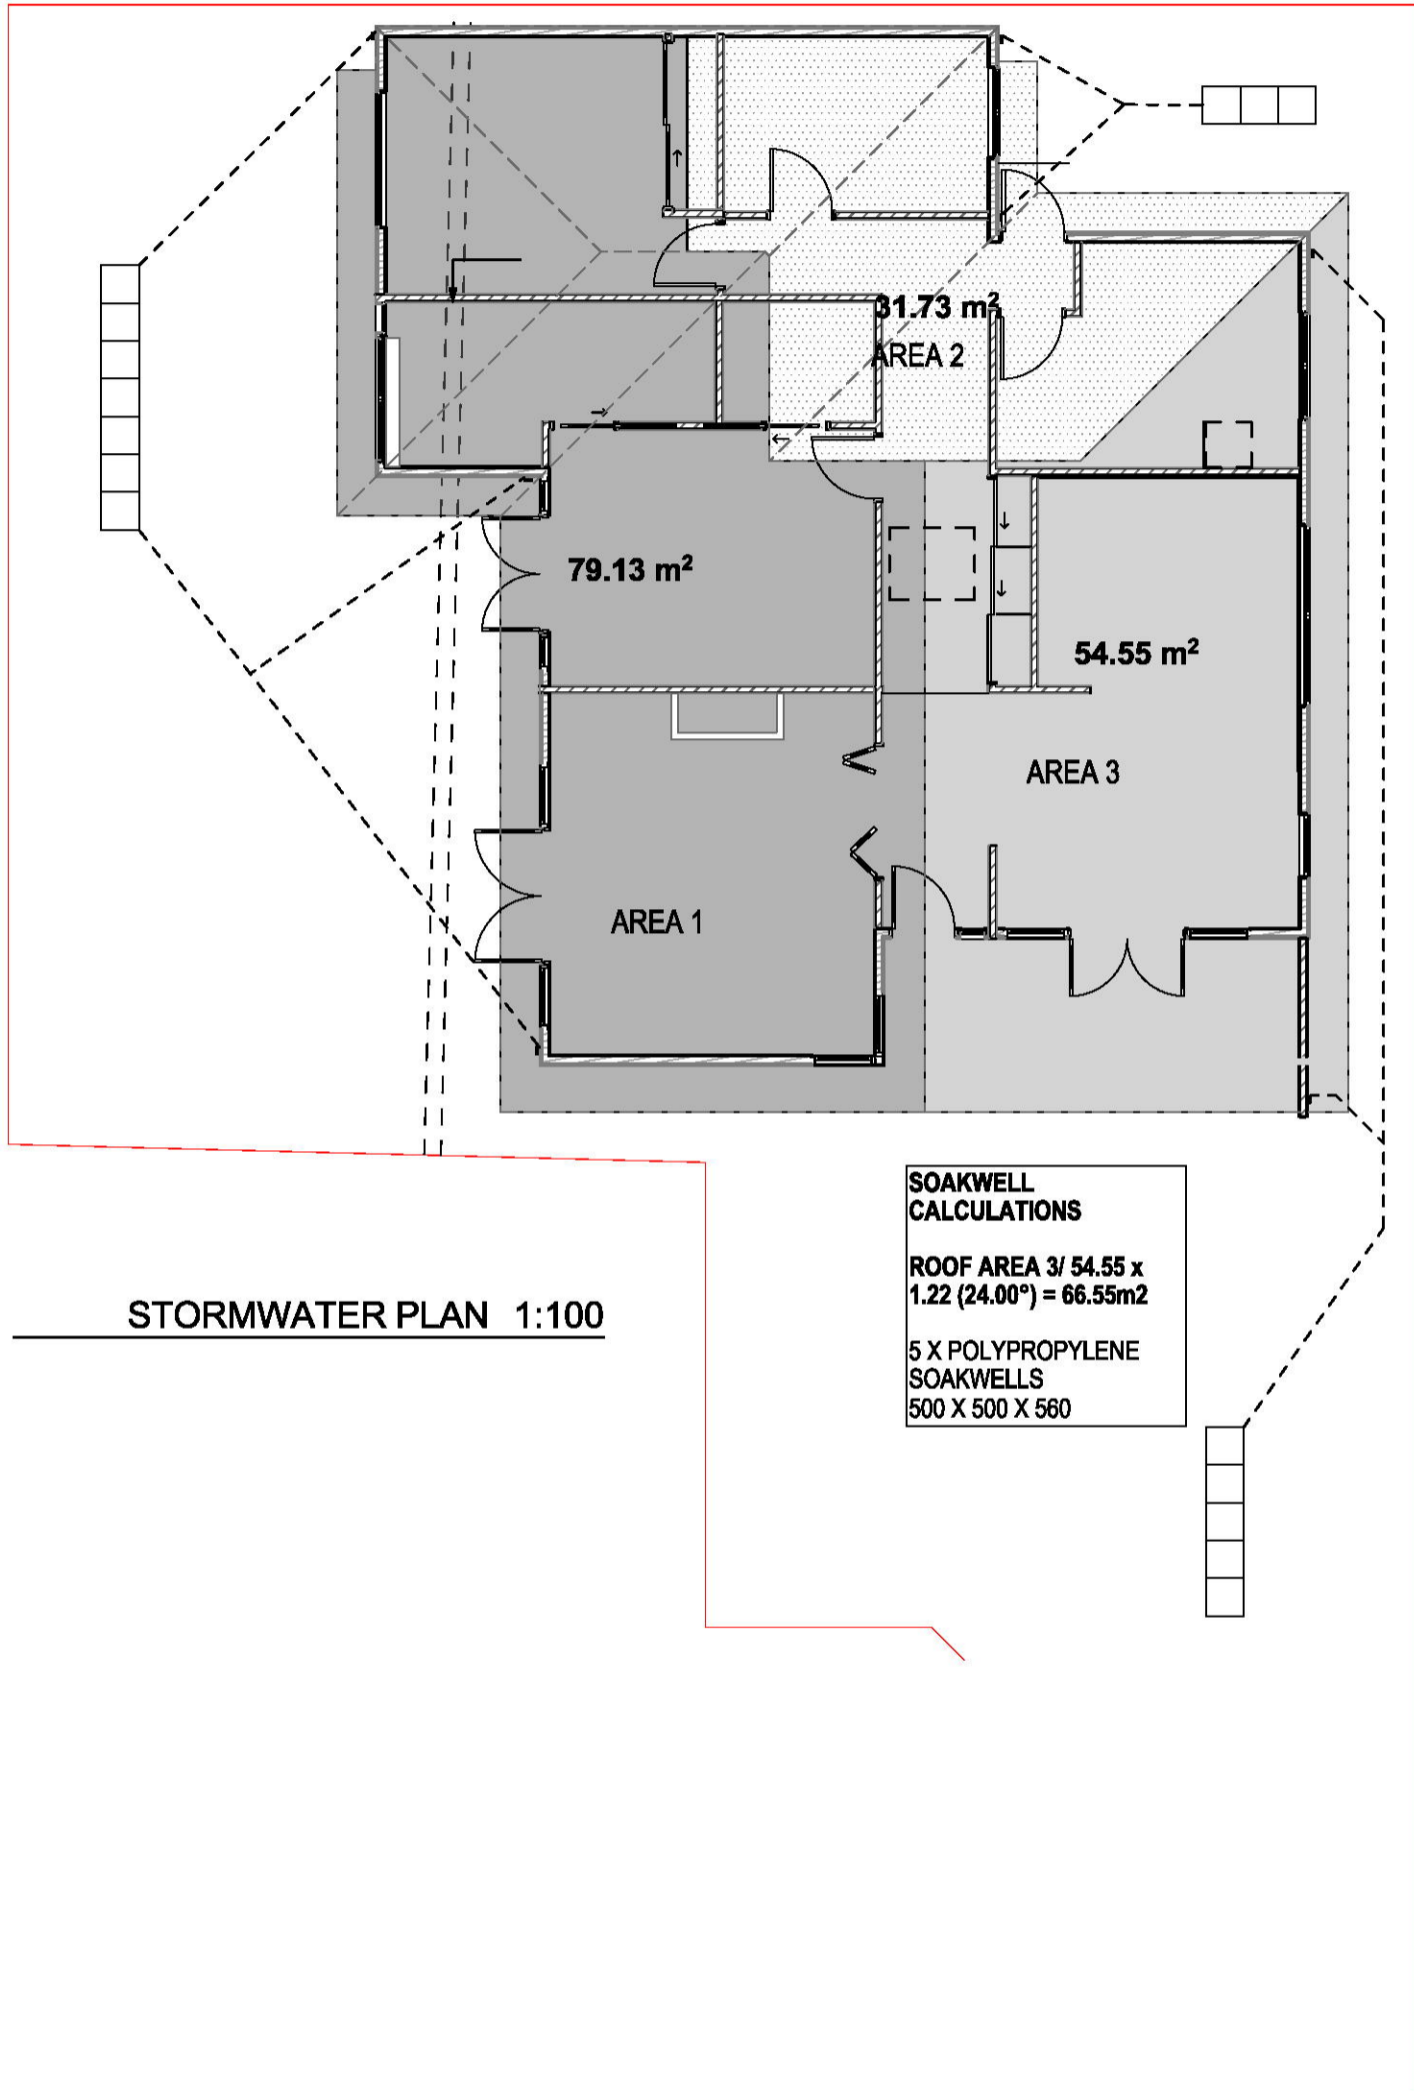 31.73 m²
AREA 2
79.13 m²
54.55 m²
AREA 3
AREA 1
SOAKWELL
CALCULATIONS
ROOF AREA 3/ 54.55 x
1.22 (24.00°) = 66.55m2
5 X POLYPROPYLENE
SOAKWELLS
500 X 500 X 560
STORMWATER PLAN 1:100